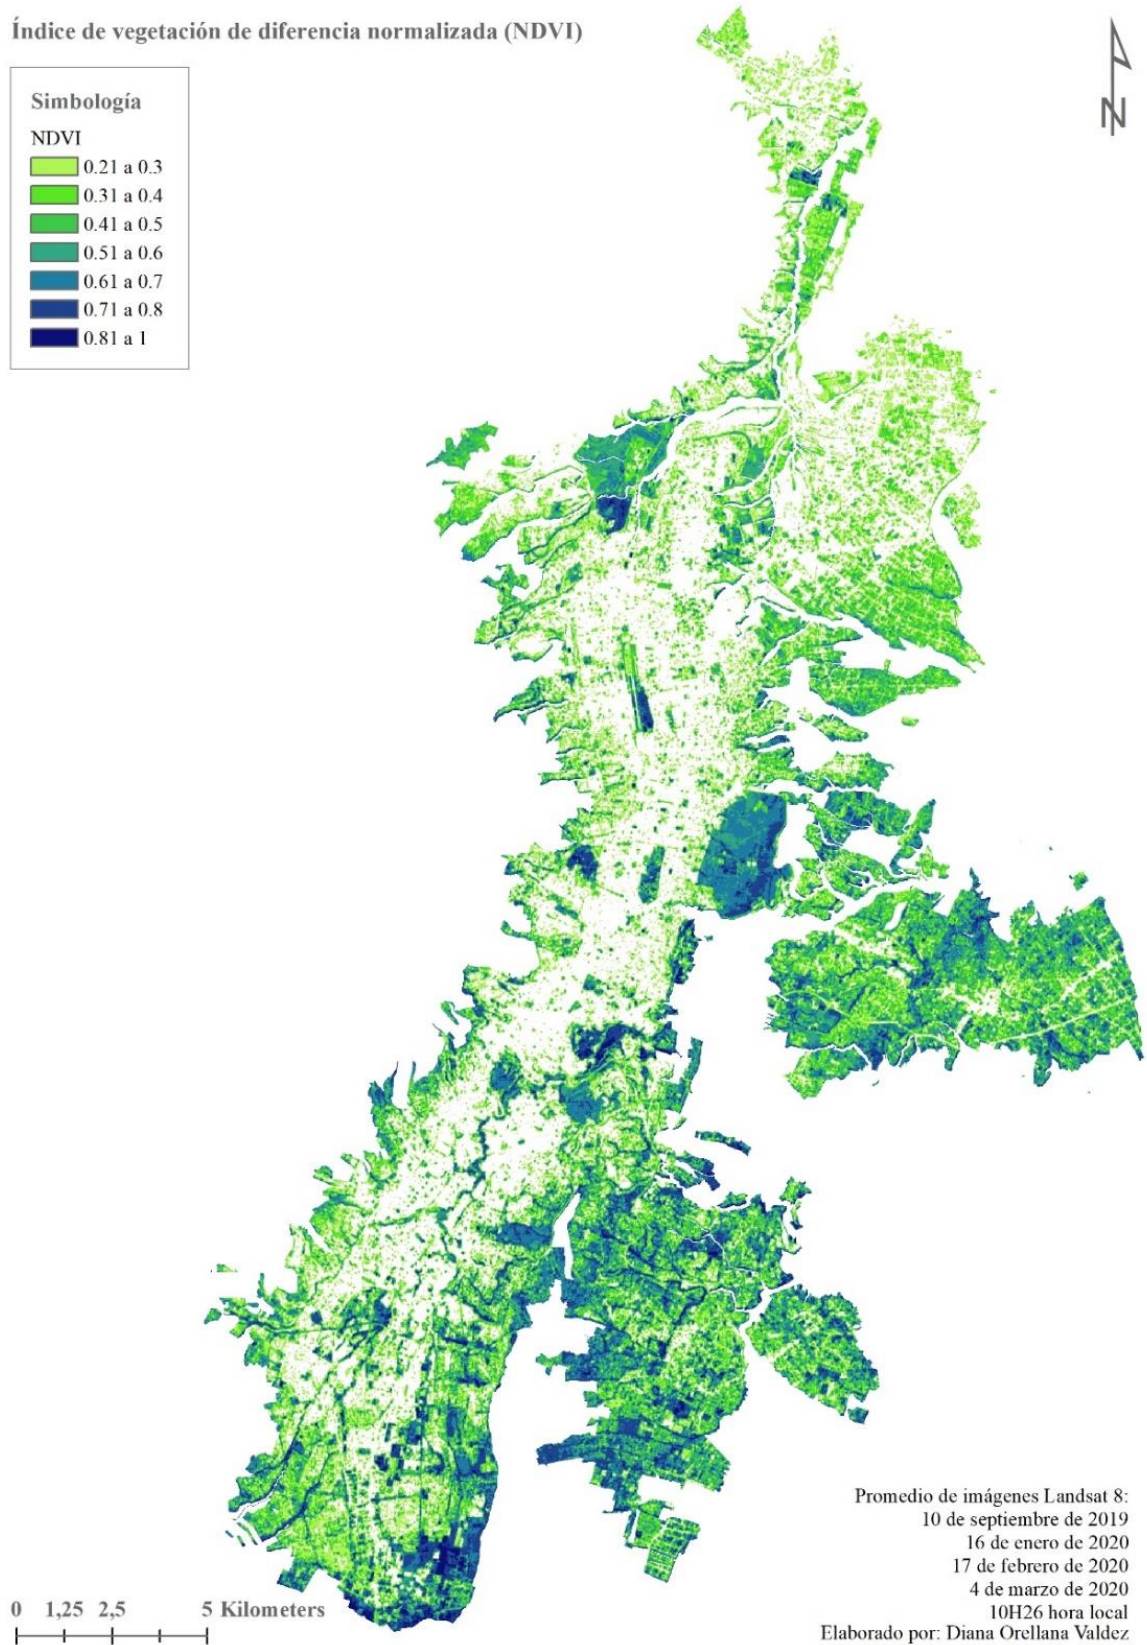 Índice de vegetación de diferencia normalizada (NDVI)
Simbología
NDVI
0.21 a 0.3
0.31 a 0.4
0.41 a 0.5
0.51 a 0.6
0.61 a 0.7
0.71 a 0.8
0.81 a 1
N
Promedio de imágenes Landsat 8:
10 de septiembre de 2019
16 de enero de 2020
17 de febrero de 2020
4 de marzo de 2020
10H26 hora local
Elaborado por: Diana Orellana Valdez
0 1,25 2,5 5 Kilometers